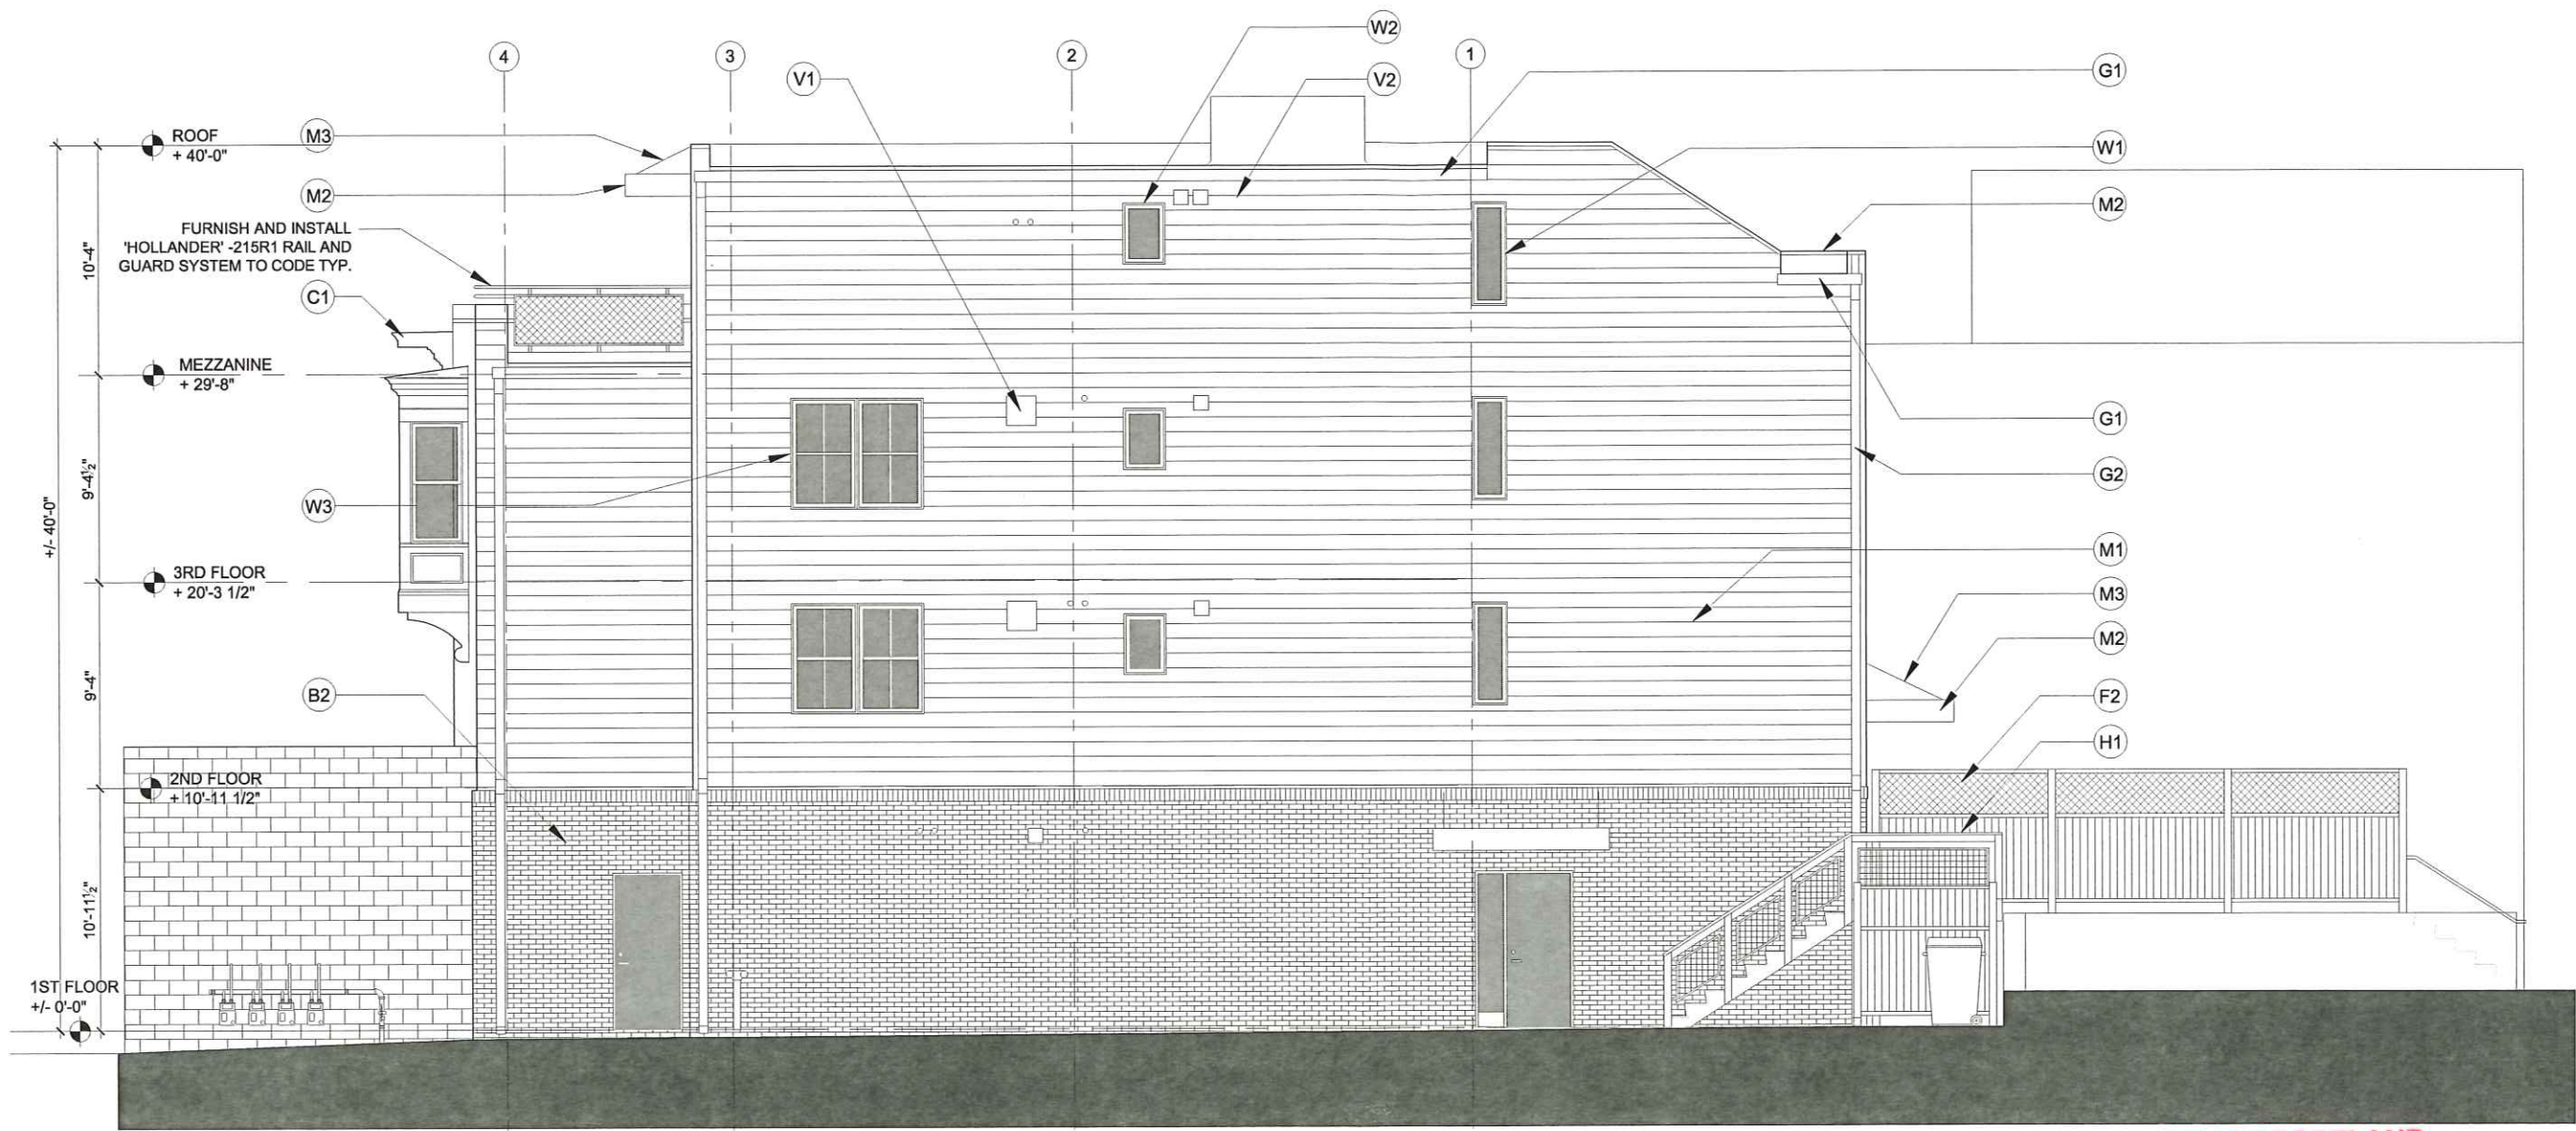 W2
4
3
2
1
V1
V2
G1
ROOF
+ 40'-0"
M3
W1
M2
M2
FURNISH AND INSTALL
'HOLLANDER' -215R1 RAIL AND
GUARD SYSTEM TO CODE TYP.
10'-4"
C1
MEZZANINE
+ 29'-8"
G1
9'-4½"
G2
W3
+/- 40'-0"
M1
3RD FLOOR
+ 20'-3 1/2"
M3
M2
9'-4"
B2
F2
H1
2ND FLOOR
+ 10'-11 1/2"
10'-11½"
1ST FLOOR
+/- 0'-0"